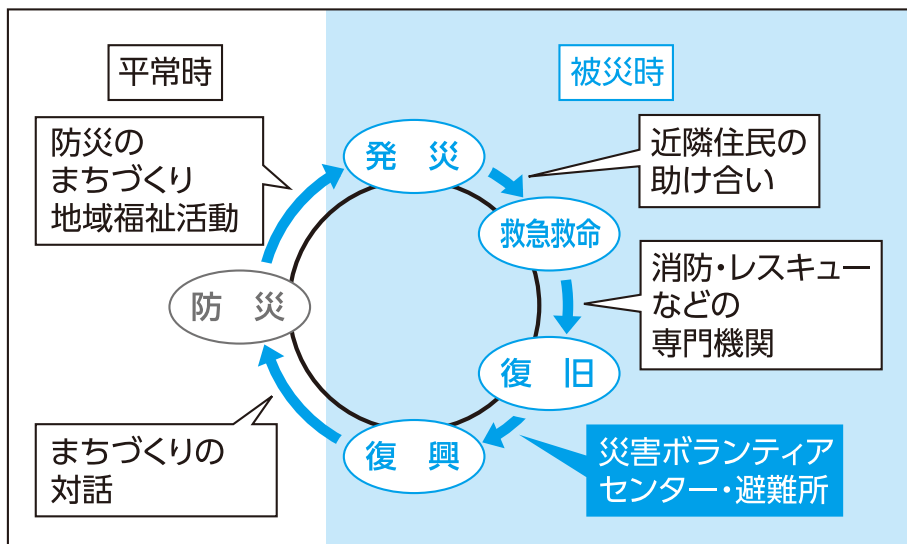 平常時
被災時
防災の
まちづくり
地域福祉活動
発 災
近隣住民の
助け合い
救急救命
消防・レスキュー
などの
専門機関
防 災
復 旧
復 興
まちづくりの
対話
災害ボランティア
センター・避難所